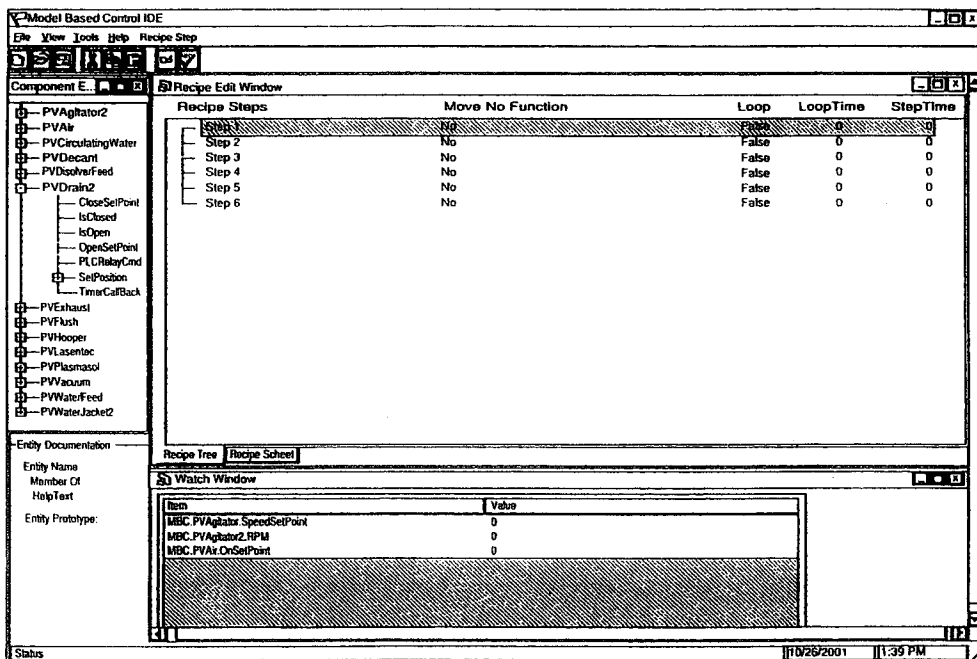 Model Based Control IDE
File View Tools Help Recipe Step
Component E...
PVAgitator2
PVAir
PVCirculatingWater
PVDecant
PVDisolverFeed
PVDrain2
CloseSetPoint
IsClosed
IsOpen
OpenSetPoint
PLCRelayCmd
SetPosition
TimerCallBack
PVExhaust
PVFlush
PVHooper
PVLasentec
PVPlasmasol
PVVacuum
PVWaterFeed
PVWaterJacket2
Entity Documentation
Entity Name
Member Of
HelpText
Entity Prototype:
Recipe Edit Window
Recipe Steps Move No Function Loop LoopTime StepTime
Step 1 No False 0 0
Step 2 No False 0 0
Step 3 No False 0 0
Step 4 No False 0 0
Step 5 No False 0 0
Step 6 No False 0 0
Recipe Tree Recipe Scheet
Watch Window
Item Value
MBC.PVAgitator.SpeedSetPoint 0
MBC.PVAgitator2.RPM 0
MBC.PVAir.OnSetPoint 0
Status 10/26/2001 1:39 PM